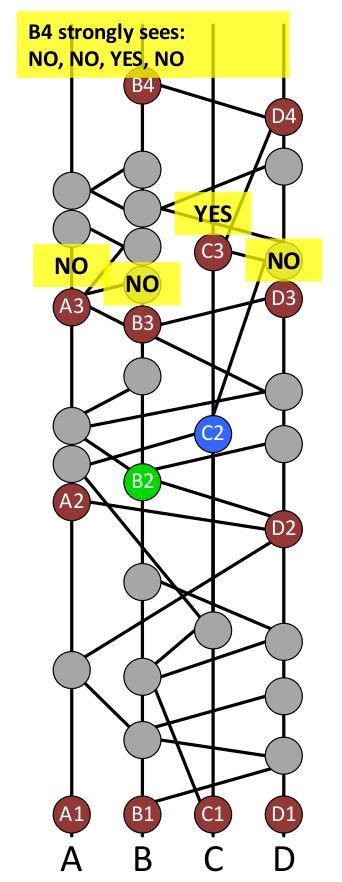 B4 strongly sees:
NO, NO, YES, NO
B4
D4
YES
C3
NO
NO
NO
A3
D3
B3
C2
B2
A2
D2
A1 B1 C1 D1
A B C D